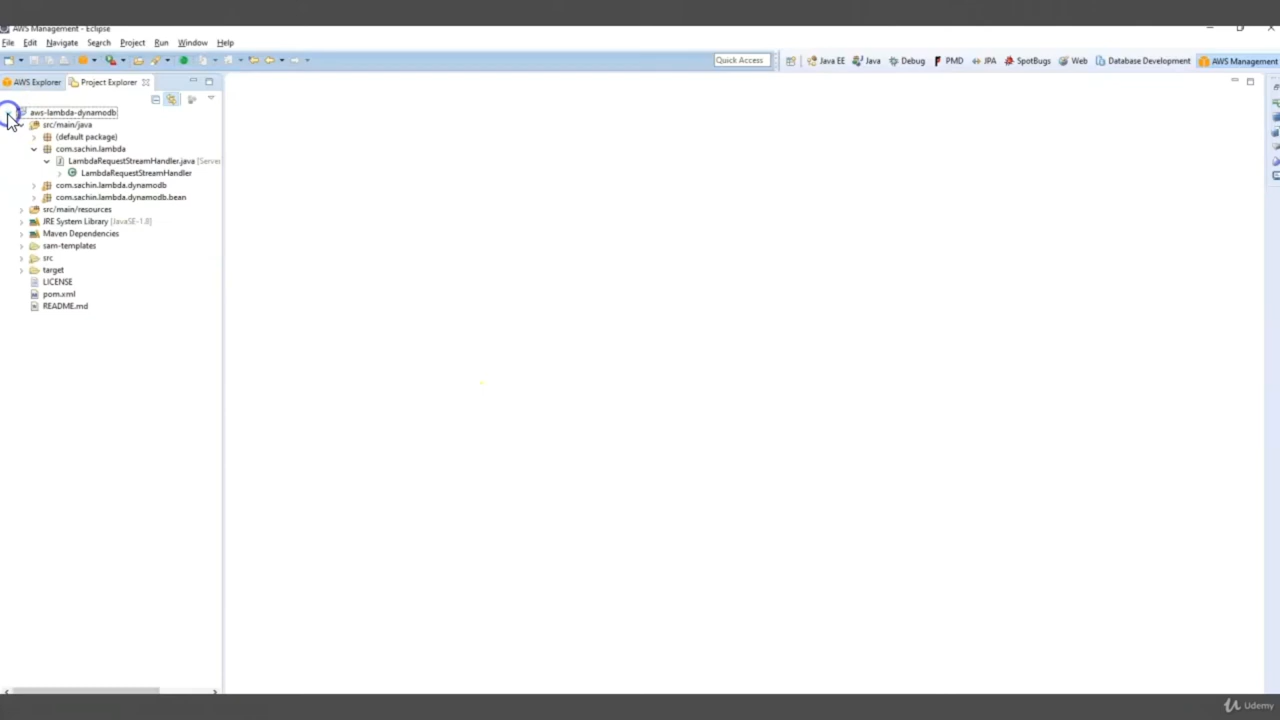 AWS Management - Eclipse
File Edit Navigate Search Project Run Window Help
Quick Access Java EE Java Debug PMD JPA SpotBugs Web Database Development AWS Management
AWS Explorer Project Explorer
aws-lambda-dynamodb
src/main/java
(default package)
com.sachin.lambda
LambdaRequestStreamHandler.java [Server
LambdaRequestStreamHandler
com.sachin.lambda.dynamodb
com.sachin.lambda.dynamodb.bean
src/main/resources
JRE System Library [JavaSE-1.8]
Maven Dependencies
sam-templates
src
target
LICENSE
pom.xml
README.md
Udemy